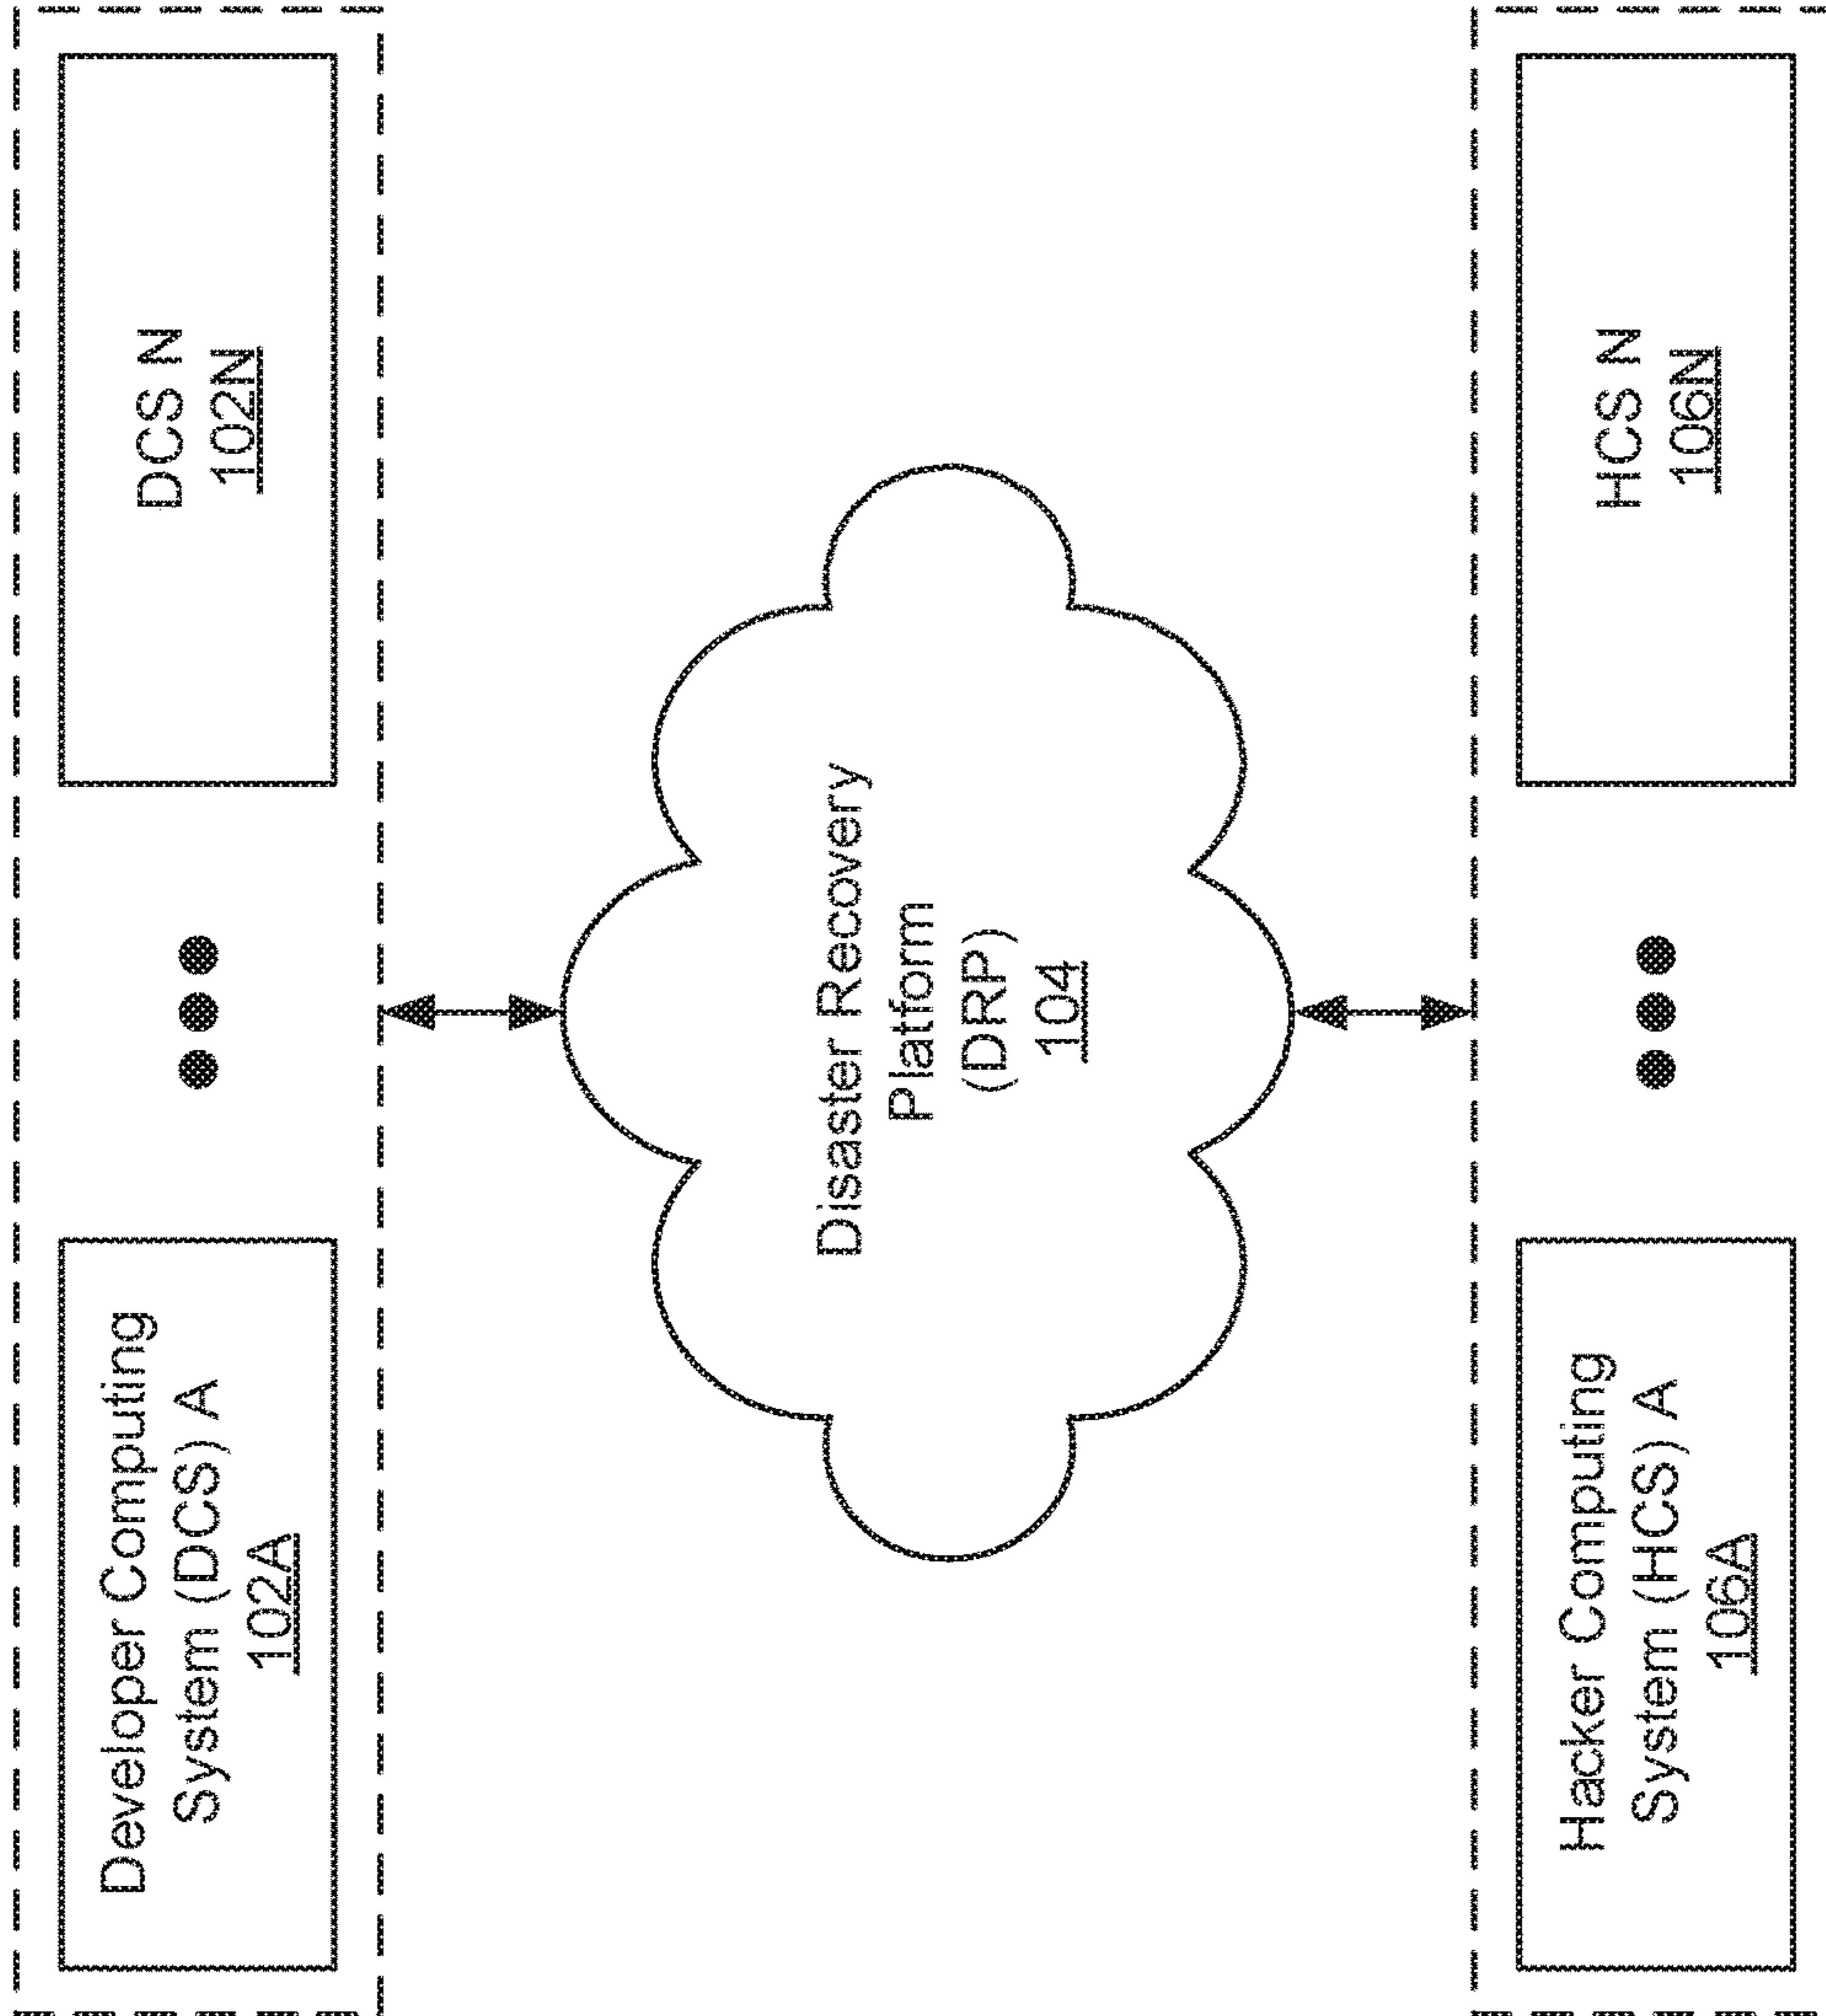 Developer Computing
System (DCS) A
102A
DCS N
102N
Disaster Recovery
Platform
(DRP)
104
Hacker Computing
System (HCS) A
106A
HCS N
106N